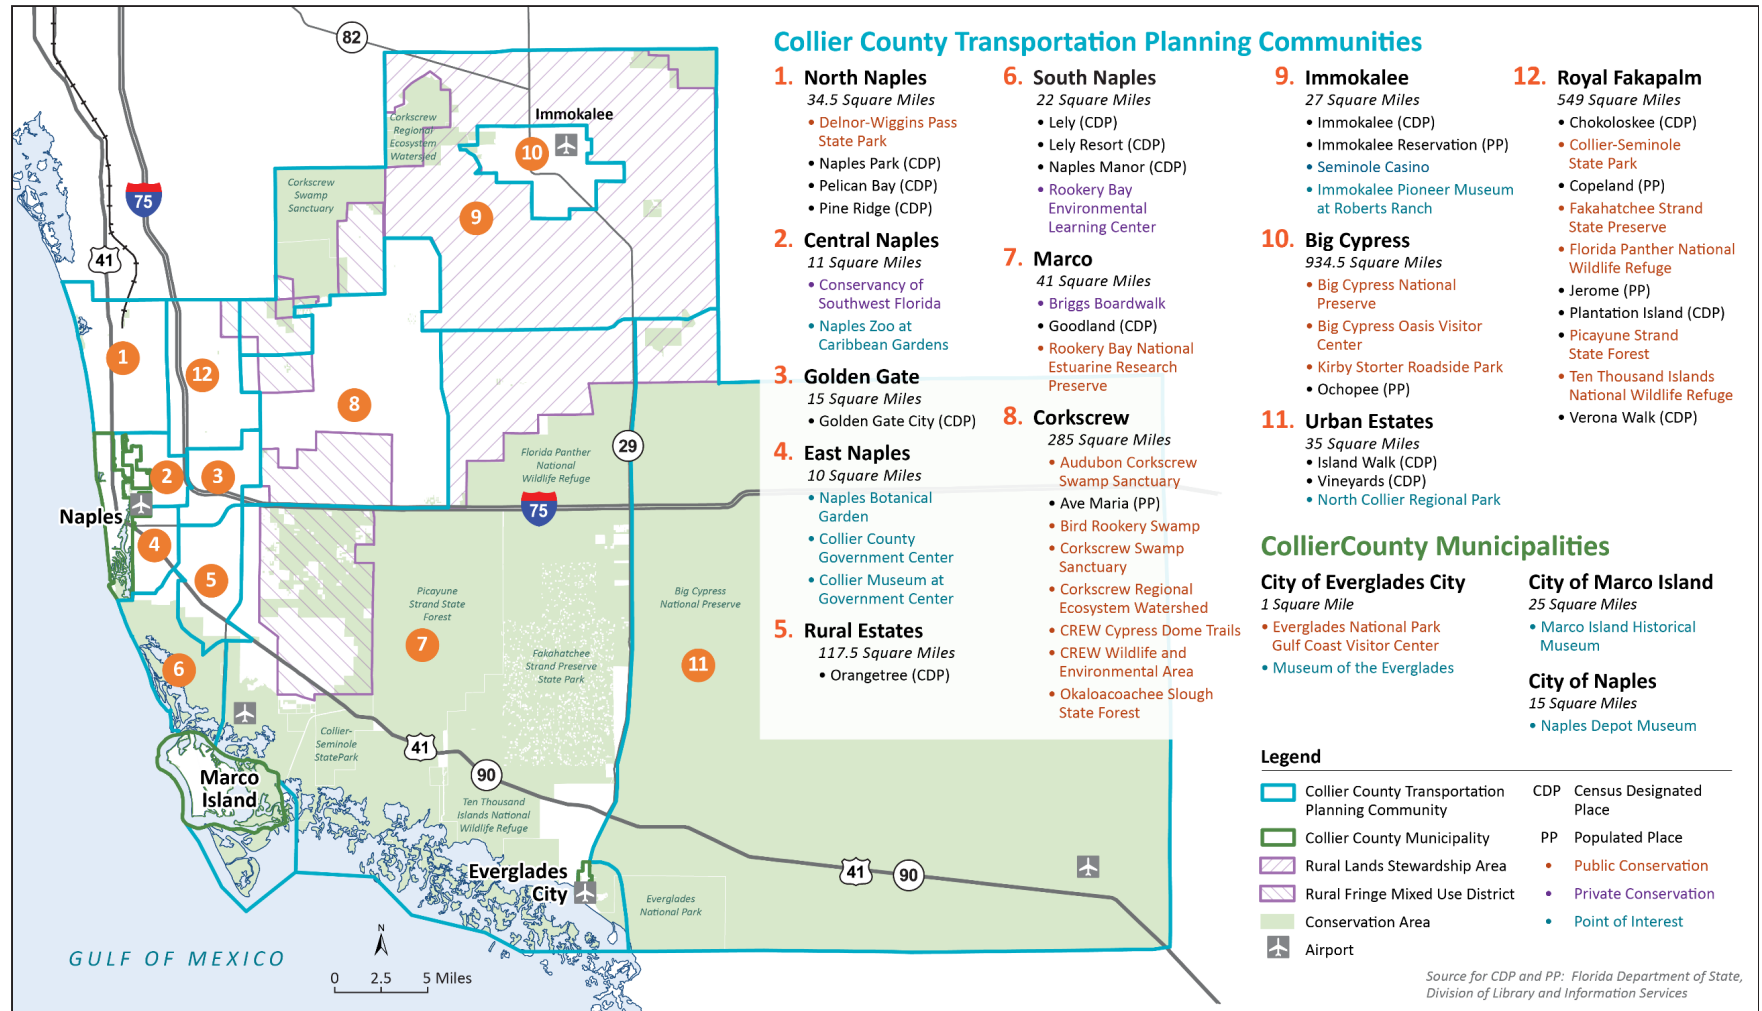 Collier County Transportation Planning Communities
1. North Naples
34.5 Square Miles
• Delnor-Wiggins Pass
State Park
• Naples Park (CDP)
• Pelican Bay (CDP)
• Pine Ridge (CDP)
2. Central Naples
11 Square Miles
• Conservancy of
Southwest Florida
• Naples Zoo at
Caribbean Gardens
3. Golden Gate
15 Square Miles
• Golden Gate City (CDP)
4. East Naples
10 Square Miles
• Naples Botanical
Garden
• Collier County
Government Center
• Collier Museum at
Government Center
5. Rural Estates
117.5 Square Miles
• Orangetree (CDP)
6. South Naples
22 Square Miles
• Lely (CDP)
• Lely Resort (CDP)
• Naples Manor (CDP)
• Rookery Bay
Environmental
Learning Center
7. Marco
41 Square Miles
• Briggs Boardwalk
• Goodland (CDP)
• Rookery Bay National
Estuarine Research
Preserve
8. Corkscrew
285 Square Miles
• Audubon Corkscrew
Swamp Sanctuary
• Ave Maria (PP)
• Bird Rookery Swamp
• Corkscrew Swamp
Sanctuary
• Corkscrew Regional
Ecosystem Watershed
• CREW Cypress Dome Trails
• CREW Wildlife and
Environmental Area
• Okaloacoachee Slough
State Forest
9. Immokalee
27 Square Miles
• Immokalee (CDP)
• Immokalee Reservation (PP)
• Seminole Casino
• Immokalee Pioneer Museum
at Roberts Ranch
10. Big Cypress
934.5 Square Miles
• Big Cypress National
Preserve
• Big Cypress Oasis Visitor
Center
• Kirby Storter Roadside Park
• Ochopee (PP)
11. Urban Estates
35 Square Miles
• Island Walk (CDP)
• Vineyards (CDP)
• North Collier Regional Park
12. Royal Fakapalm
549 Square Miles
• Chokoloskee (CDP)
• Collier-Seminole
State Park
• Copeland (PP)
• Fakahatchee Strand
State Preserve
• Florida Panther National
Wildlife Refuge
• Jerome (PP)
• Plantation Island (CDP)
• Picayune Strand
State Forest
• Ten Thousand Islands
National Wildlife Refuge
• Verona Walk (CDP)
CollierCounty Municipalities
City of Everglades City
1 Square Mile
• Everglades National Park
Gulf Coast Visitor Center
• Museum of the Everglades
City of Marco Island
25 Square Miles
• Marco Island Historical
Museum
City of Naples
15 Square Miles
• Naples Depot Museum
Legend
Collier County Transportation
Planning Community
Collier County Municipality
Rural Lands Stewardship Area
Rural Fringe Mixed Use District
Conservation Area
Airport
CDP Census Designated
Place
PP Populated Place
• Public Conservation
• Private Conservation
• Point of Interest
Source for CDP and PP: Florida Department of State,
Division of Library and Information Services
82
Immokalee
Corkscrew
Regional
Ecosystem
Watershed
10
Corkscrew
Swamp
Sanctuary
75
9
41
1
12
8
29
Florida Panther
National
Wildlife Refuge
2
3
75
Naples
4
5
Picayune
Strand State
Forest
Big Cypress
National Preserve
7
Fakahatchee
Strand Preserve
State Park
11
6
Collier-
Seminole
StatePark
41
90
Marco
Island
Ten Thousand
Islands National
Wildlife Refuge
Everglades
City
41
90
Everglades
National Park
N
GULF OF MEXICO
0 2.5 5 Miles